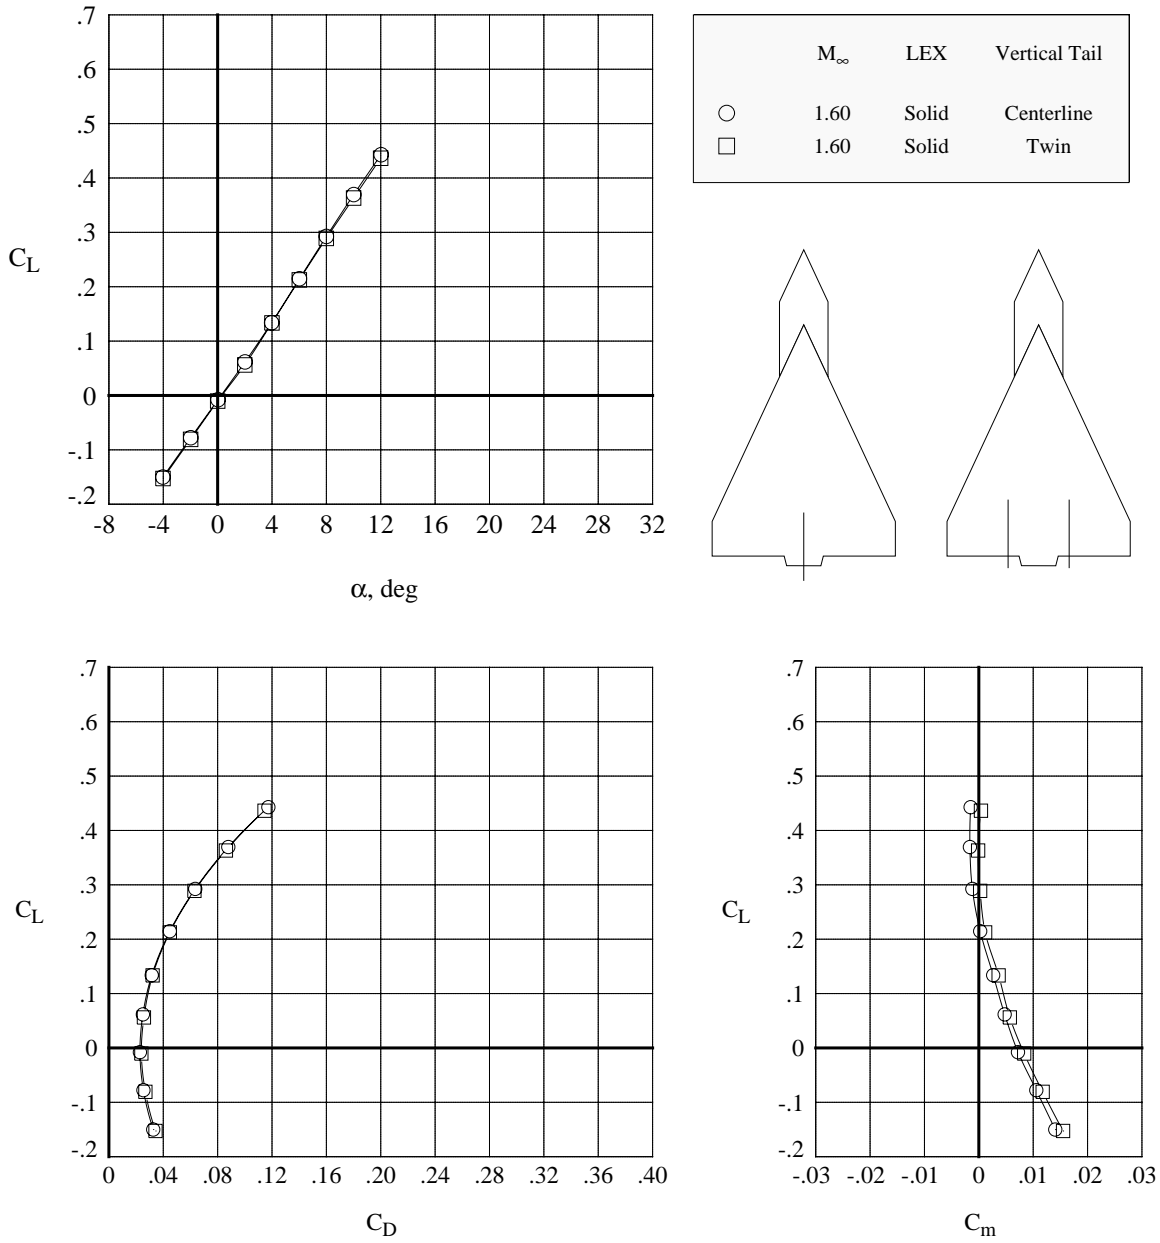 .7
.6
.5
.4
.3
.2
.1
0
-.1
-.2
C_L
-8 -4 0 4 8 12 16 20 24 28 32
α, deg
M∞ LEX Vertical Tail
1.60 Solid Centerline
1.60 Solid Twin
.7
.6
.5
.4
.3
.2
.1
0
-.1
-.2
C_L
0 .04 .08 .12 .16 .20 .24 .28 .32 .36 .40
C_D
.7
.6
.5
.4
.3
.2
.1
0
-.1
-.2
C_L
-.03 -.02 -.01 0 .01 .02 .03
C_m